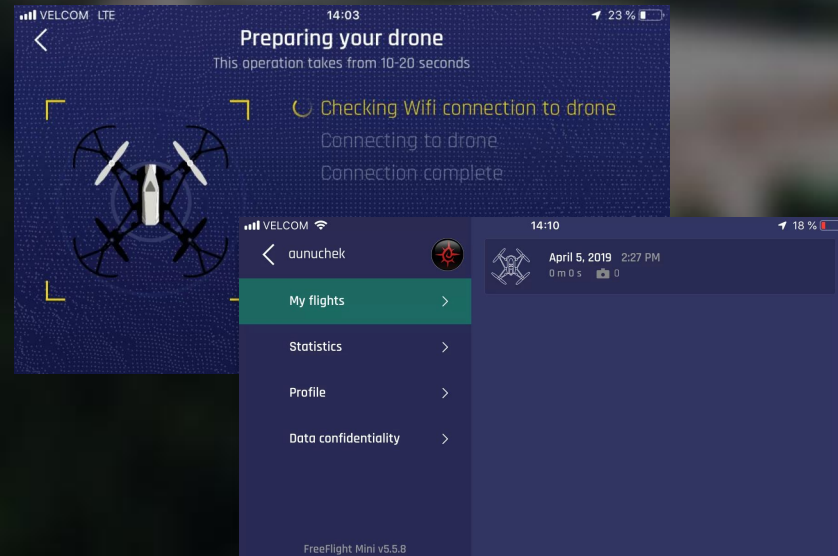 VELCOM LTE 14:03 23 %
Preparing your drone
This operation takes from 10-20 seconds
Checking Wifi connection to drone
Connecting to drone
Connection complete
VELCOM 14:10 18 %
aunuchek
My flights
Statistics
Profile
Data confidentiality
FreeFlight Mini v5.5.8
April 5, 2019 2:27 PM
0 m 0 s 0